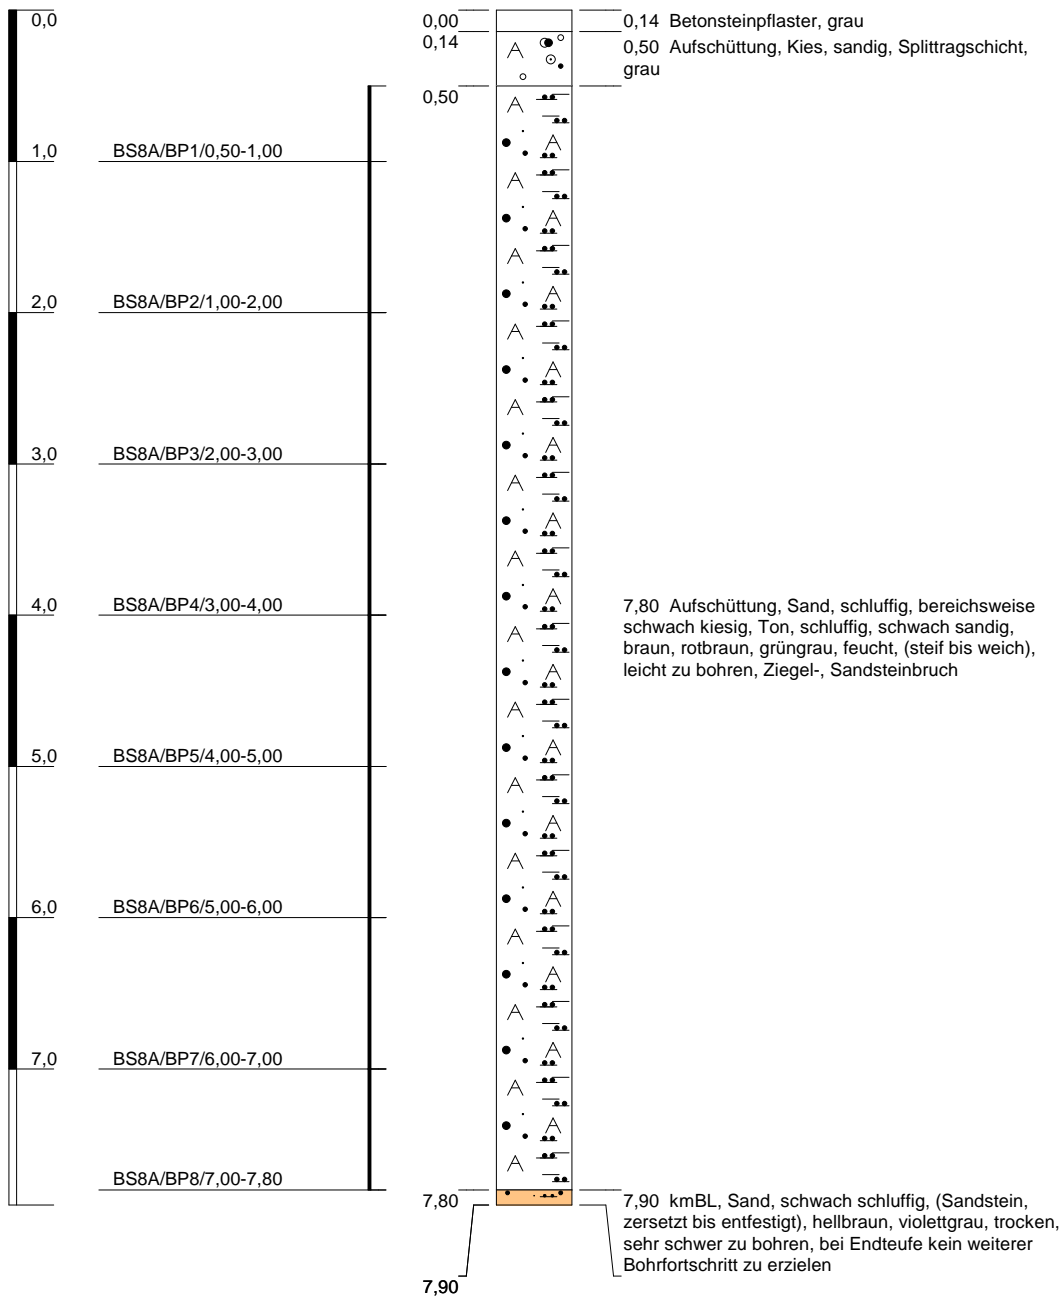 0,0
0,00
0,14 Betonsteinpflaster, grau
0,14
0,50 Aufschüttung, Kies, sandig, Splittragschicht,
grau
0,50
1,0
BS8A/BP1/0,50-1,00
2,0
BS8A/BP2/1,00-2,00
3,0
BS8A/BP3/2,00-3,00
4,0
BS8A/BP4/3,00-4,00
7,80 Aufschüttung, Sand, schluffig, bereichsweise
schwach kiesig, Ton, schluffig, schwach sandig,
braun, rotbraun, grüngrau, feucht, (steif bis weich),
leicht zu bohren, Ziegel-, Sandsteinbruch
5,0
BS8A/BP5/4,00-5,00
6,0
BS8A/BP6/5,00-6,00
7,0
BS8A/BP7/6,00-7,00
BS8A/BP8/7,00-7,80
7,80
7,90 kmBL, Sand, schwach schluffig, (Sandstein,
zersetzt bis entfestigt), hellbraun, violettgrau, trocken,
sehr schwer zu bohren, bei Endteufe kein weiterer
Bohrfortschritt zu erzielen
7,90